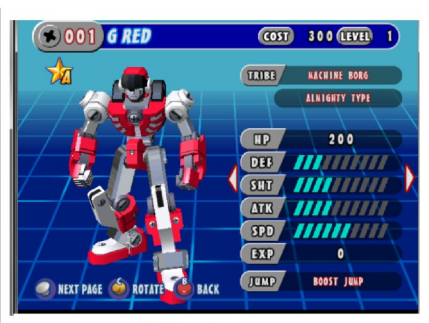 001 G RED COST 300 LEVEL 1
A
TRIBE MACHINE BORG
ALMIGHTY TYPE
HP 200
DEF
SHT
ATK
SPD
EXP 0
JUMP BOOST JUMP
NEXT PAGE ROTATE B BACK